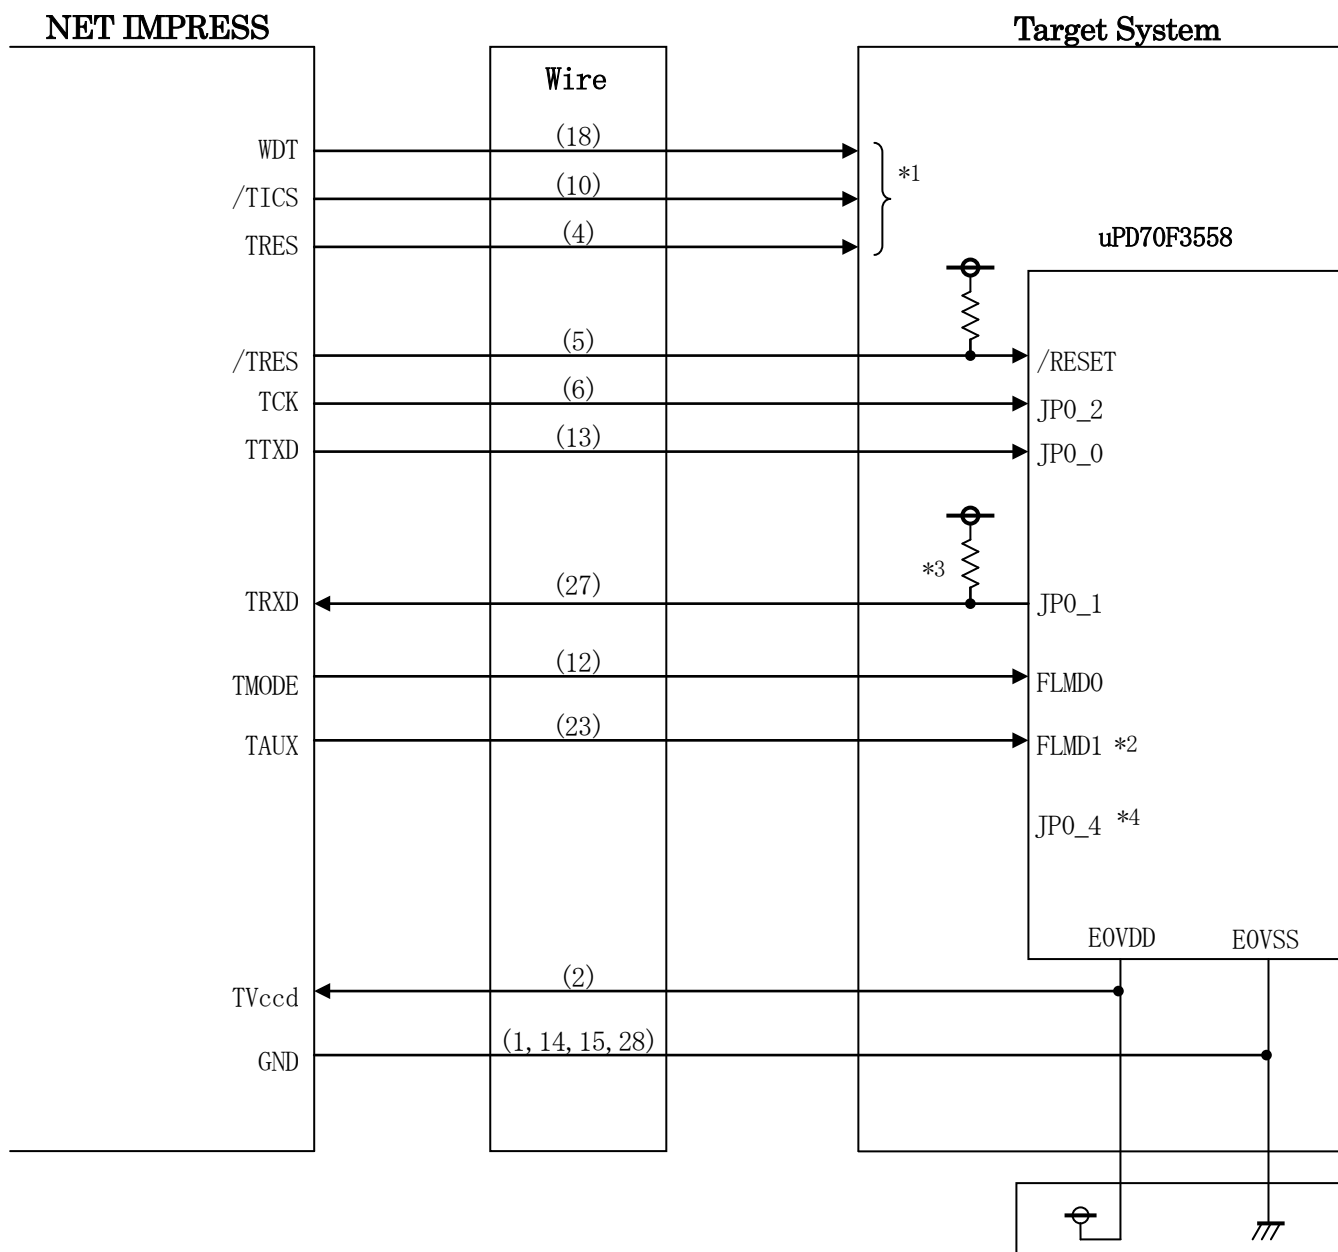 NET IMPRESS
Target System
Wire
WDT (18)
*1
/TICS (10)
TRES (4)
uPD70F3558
/TRES (5) /RESET
TCK (6) JP0_2
TTXD (13) JP0_0
*3
TRXD (27) JP0_1
TMODE (12) FLMD0
TAUX (23) FLMD1 *2
JP0_4 *4
E0VDD E0VSS
TVccd (2)
GND (1,14,15,28)